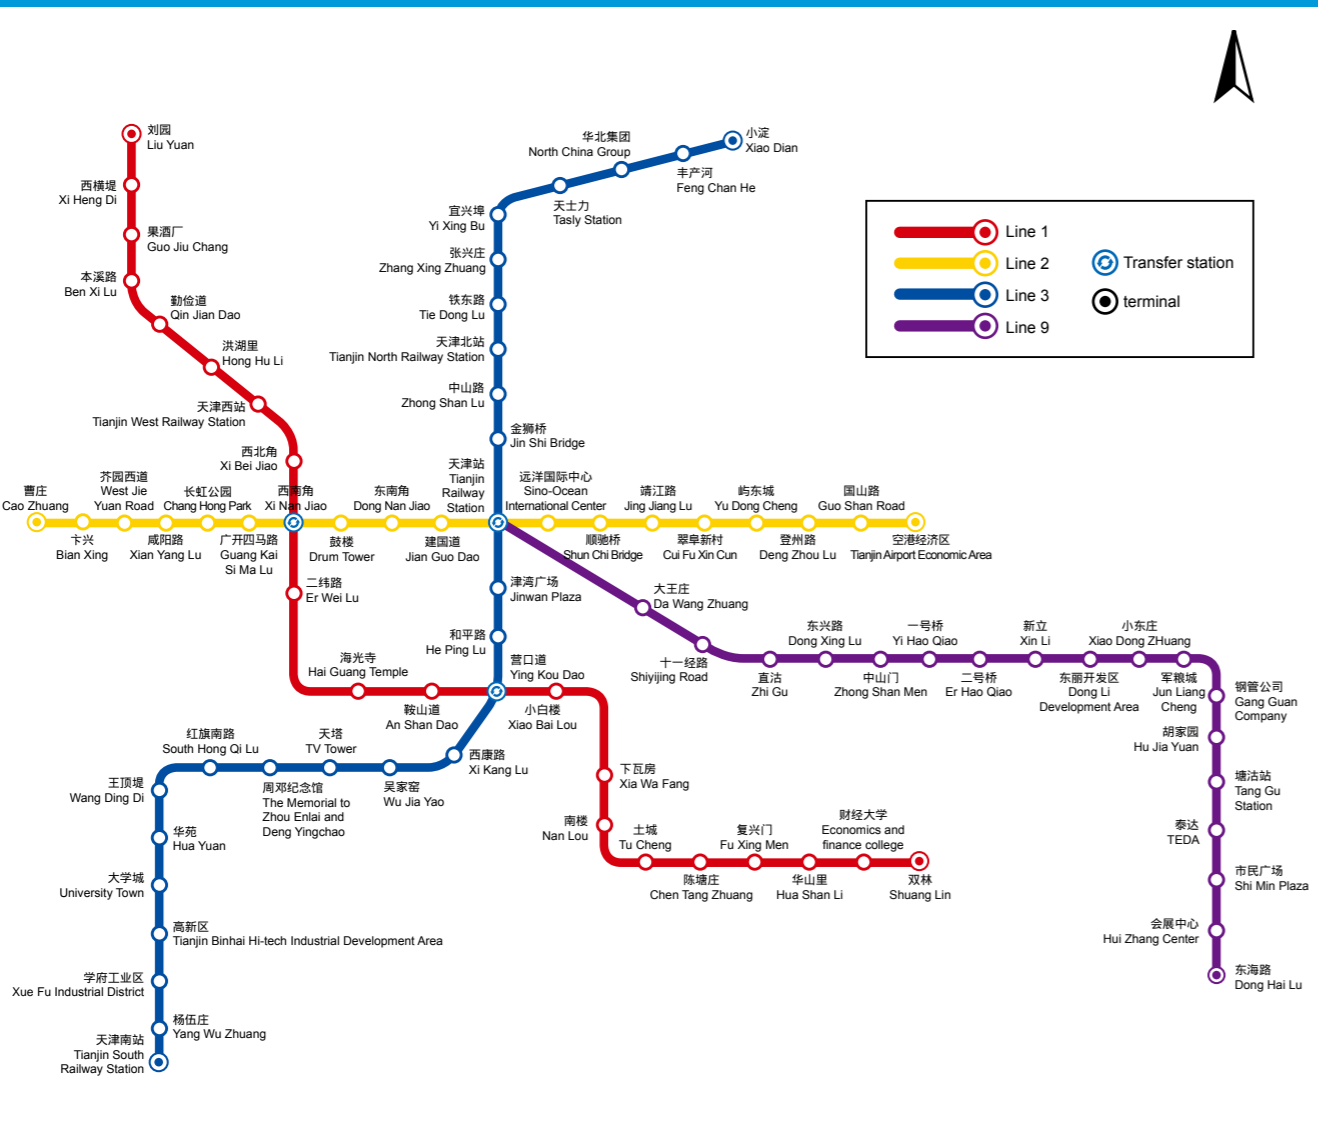 刘园
Liu Yuan
西横堤
Xi Heng Di
果酒厂
Guo Jiu Chang
本溪路
Ben Xi Lu
勤俭道
Qin Jian Dao
洪湖里
Hong Hu Li
天津西站
Tianjin West Railway Station
西北角
Xi Bei Jiao
西南角
Xi Nan Jiao
二纬路
Er Wei Lu
海光寺
Hai Guang Temple
鞍山道
An Shan Dao
营口道
Ying Kou Dao
小白楼
Xiao Bai Lou
下瓦房
Xia Wa Fang
南楼
Nan Lou
土城
Tu Cheng
陈塘庄
Chen Tang Zhuang
复兴门
Fu Xing Men
华山里
Hua Shan Li
财经大学
Economics and
finance college
双林
Shuang Lin
曹庄
Cao Zhuang
卞兴
Bian Xing
芥园西道
West Jie
Yuan Road
咸阳路
Xian Yang Lu
长虹公园
Chang Hong Park
广开四马路
Guang Kai
Si Ma Lu
鼓楼
Drum Tower
东南角
Dong Nan Jiao
建国道
Jian Guo Dao
天津站
Tianjin
Railway
Station
远洋国际中心
Sino-Ocean
International Center
顺驰桥
Shun Chi Bridge
靖江路
Jing Jiang Lu
翠阜新村
Cui Fu Xin Cun
屿东城
Yu Dong Cheng
登州路
Deng Zhou Lu
国山路
Guo Shan Road
空港经济区
Tianjin Airport Economic Area
小淀
Xiao Dian
丰产河
Feng Chan He
华北集团
North China Group
天士力
Tasly Station
宜兴埠
Yi Xing Bu
张兴庄
Zhang Xing Zhuang
铁东路
Tie Dong Lu
天津北站
Tianjin North Railway Station
中山路
Zhong Shan Lu
金狮桥
Jin Shi Bridge
津湾广场
Jinwan Plaza
和平路
He Ping Lu
西康路
Xi Kang Lu
吴家窑
Wu Jia Yao
天塔
TV Tower
周邓纪念馆
The Memorial to
Zhou Enlai and
Deng Yingchao
红旗南路
South Hong Qi Lu
王顶堤
Wang Ding Di
华苑
Hua Yuan
大学城
University Town
高新区
Tianjin Binhai Hi-tech Industrial Development Area
学府工业区
Xue Fu Industrial District
杨伍庄
Yang Wu Zhuang
天津南站
Tianjin South
Railway Station
大王庄
Da Wang Zhuang
十一经路
Shiyijing Road
直沽
Zhi Gu
东兴路
Dong Xing Lu
中山门
Zhong Shan Men
一号桥
Yi Hao Qiao
二号桥
Er Hao Qiao
新立
Xin Li
东丽开发区
Dong Li
Development Area
小东庄
Xiao Dong ZHuang
军粮城
Jun Liang
Cheng
钢管公司
Gang Guan
Company
胡家园
Hu Jia Yuan
塘沽站
Tang Gu
Station
泰达
TEDA
市民广场
Shi Min Plaza
会展中心
Hui Zhang Center
东海路
Dong Hai Lu
Line 1
Line 2
Line 3
Line 9
Transfer station
terminal